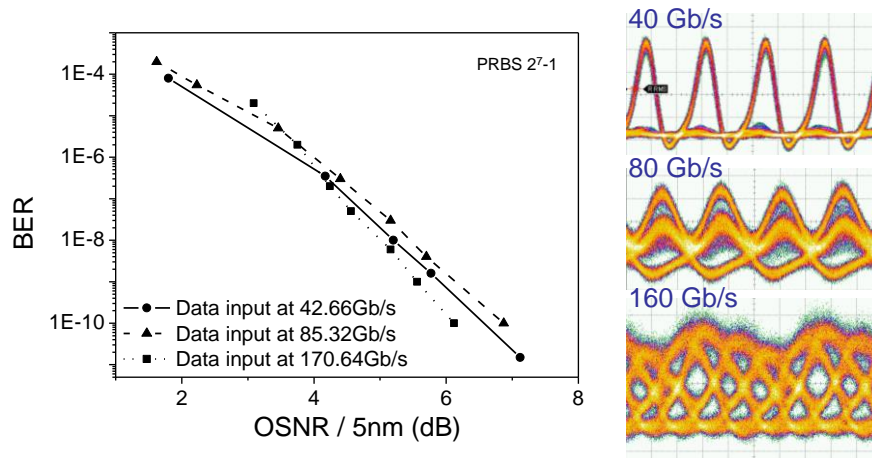 PRBS 2⁷-1
1E-4
1E-6
1E-8
1E-10
BER
Data input at 42.66Gb/s
Data input at 85.32Gb/s
Data input at 170.64Gb/s
2 4 6 8
OSNR / 5nm (dB)
40 Gb/s
80 Gb/s
160 Gb/s